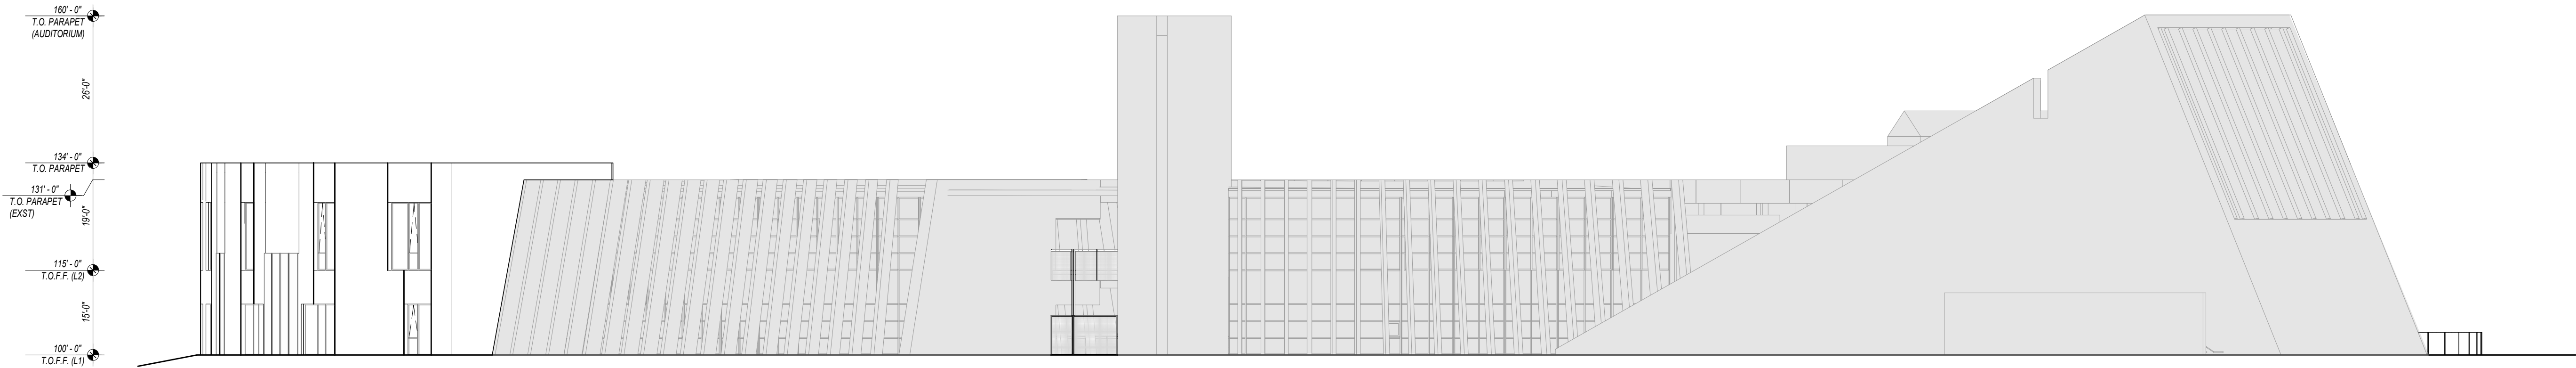 160' - 0"
T.O. PARAPET
(AUDITORIUM)
26'-0"
134' - 0"
T.O. PARAPET
131' - 0"
T.O. PARAPET
(EXST)
19'-0"
115' - 0"
T.O.F.F. (L2)
15'-0"
100' - 0"
T.O.F.F. (L1)